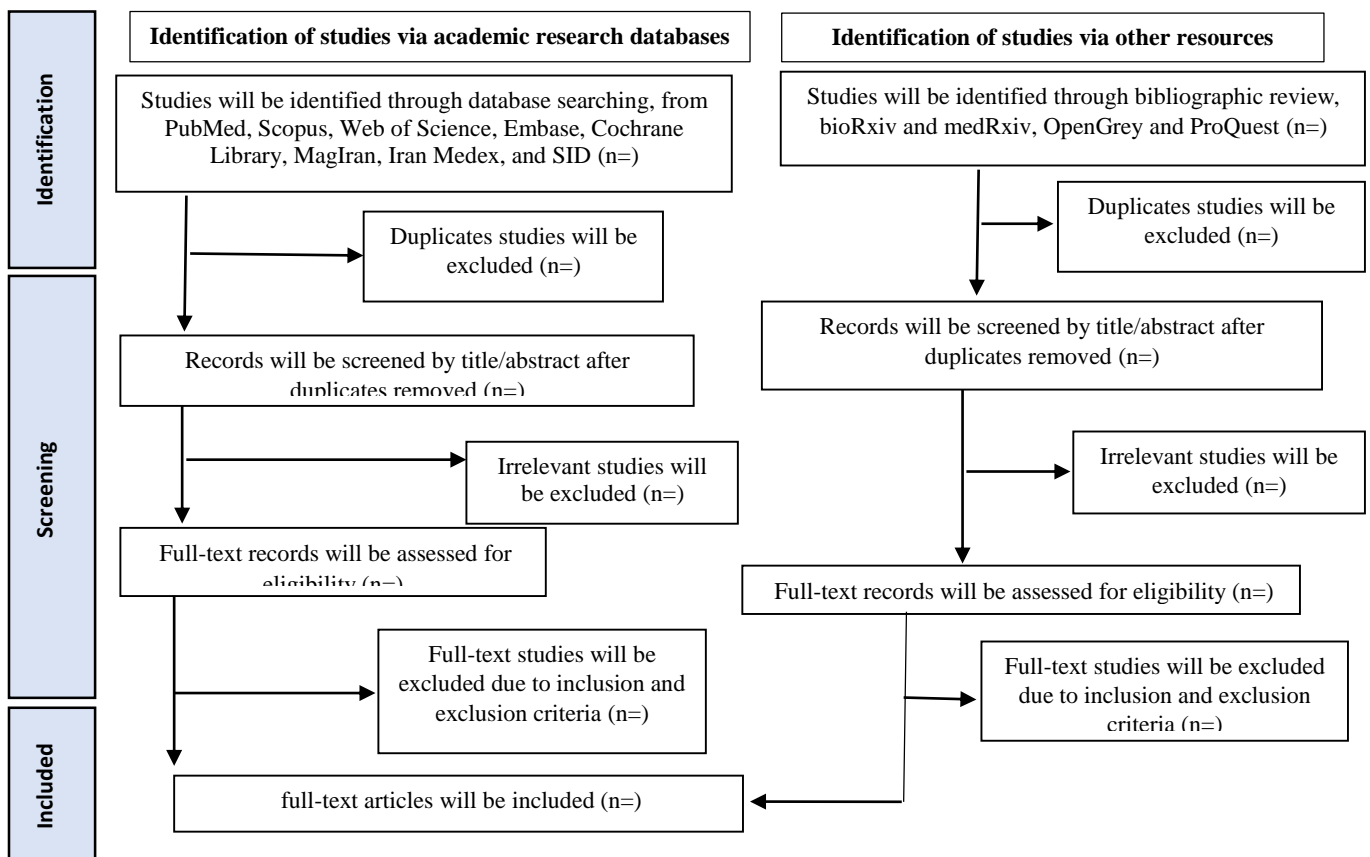 Identification
Screening
Included
Identification of studies via academic research databases
Studies will be identified through database searching, from
PubMed, Scopus, Web of Science, Embase, Cochrane
Library, MagIran, Iran Medex, and SID (n=)
Duplicates studies will be
excluded (n=)
Records will be screened by title/abstract after
duplicates removed (n=)
Irrelevant studies will
be excluded (n=)
Full-text records will be assessed for
eligibility (n=)
Full-text studies will be
excluded due to inclusion and
exclusion criteria (n=)
full-text articles will be included (n=)
Identification of studies via other resources
Studies will be identified through bibliographic review,
bioRxiv and medRxiv, OpenGrey and ProQuest (n=)
Duplicates studies will be
excluded (n=)
Records will be screened by title/abstract after
duplicates removed (n=)
Irrelevant studies will be
excluded (n=)
Full-text records will be assessed for eligibility (n=)
Full-text studies will be excluded
due to inclusion and exclusion
criteria (n=)